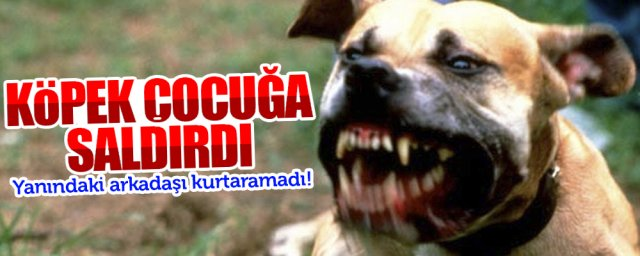 KÖPEK ÇOCUĞA
SALDIRDI
Yanındaki arkadaşı kurtaramadı!